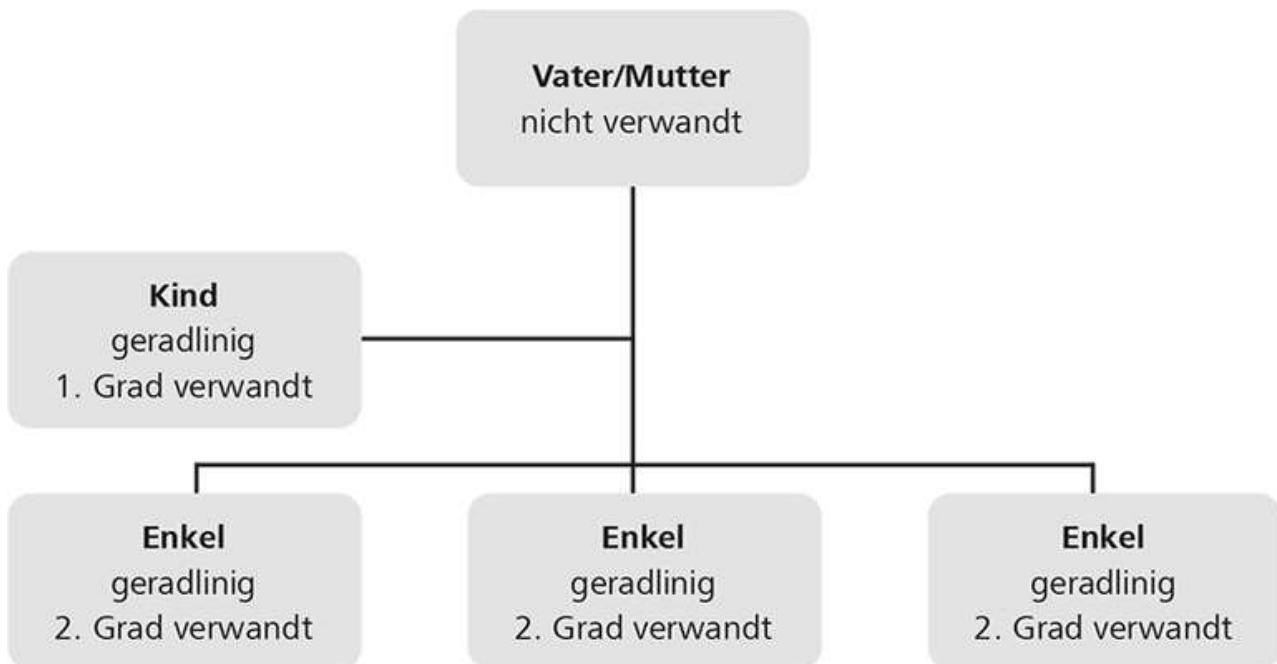 Vater/Mutter
nicht verwandt
Kind
geradlinig
1. Grad verwandt
Enkel
geradlinig
2. Grad verwandt
Enkel
geradlinig
2. Grad verwandt
Enkel
geradlinig
2. Grad verwandt